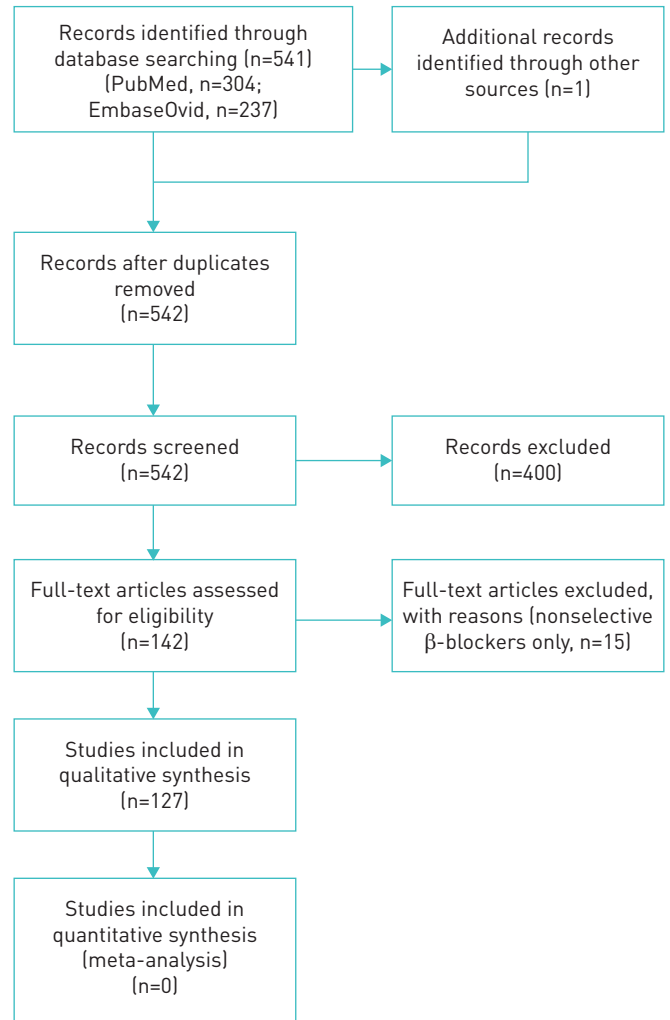 Records identified through
database searching (n=541)
(PubMed, n=304;
EmbaseOvid, n=237)
Additional records
identified through other
sources (n=1)
Records after duplicates
removed
(n=542)
Records screened
(n=542)
Records excluded
(n=400)
Full-text articles assessed
for eligibility
(n=142)
Full-text articles excluded,
with reasons (nonselective
β-blockers only, n=15)
Studies included in
qualitative synthesis
(n=127)
Studies included in
quantitative synthesis
(meta-analysis)
(n=0)